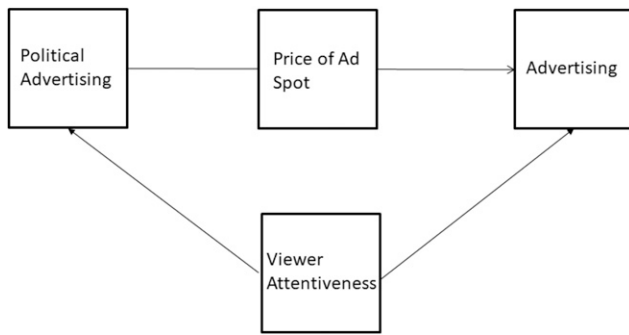 Political
Advertising
Price of Ad
Spot
Advertising
Viewer
Attentiveness